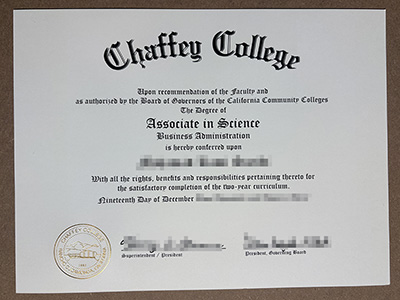 Chaffey College
Upon recommendation of the Faculty and
as authorized by the Board of Governors of the California Community Colleges
The Degree of
Associate in Science
Business Administration
is hereby conferred upon
With all the rights, benefits and responsibilities pertaining thereto for
the satisfactory completion of the two-year curriculum.
Nineteenth Day of December
CHAFFEY COLLEGE
Superintendent / President
President, Governing Board